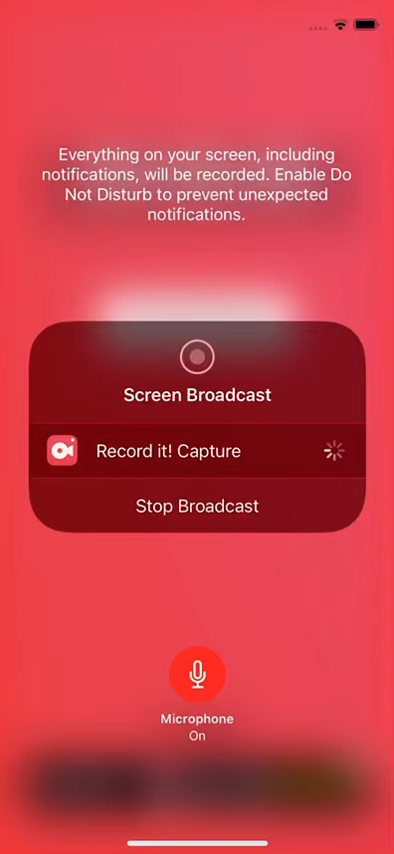 Everything on your screen, including
notifications, will be recorded. Enable Do
Not Disturb to prevent unexpected
notifications.
Screen Broadcast
Record it! Capture
Stop Broadcast
Microphone
On